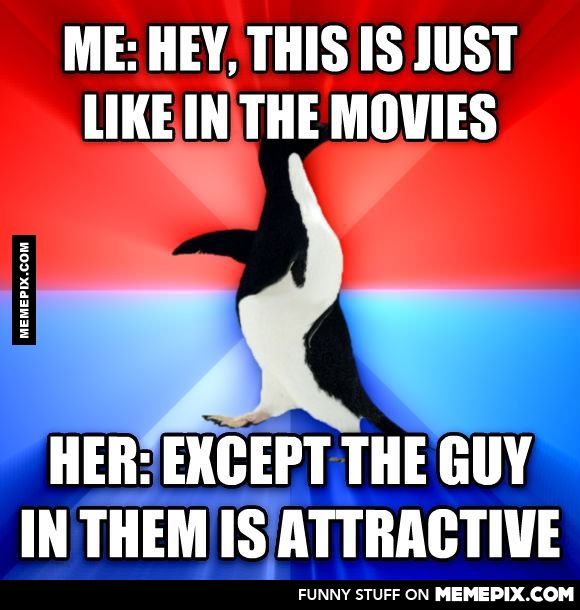 ME: HEY, THIS IS JUST
LIKE IN THE MOVIES
MEMEPIX.COM
HER: EXCEPT THE GUY
IN THEM IS ATTRACTIVE
FUNNY STUFF ON MEMEPIX.COM